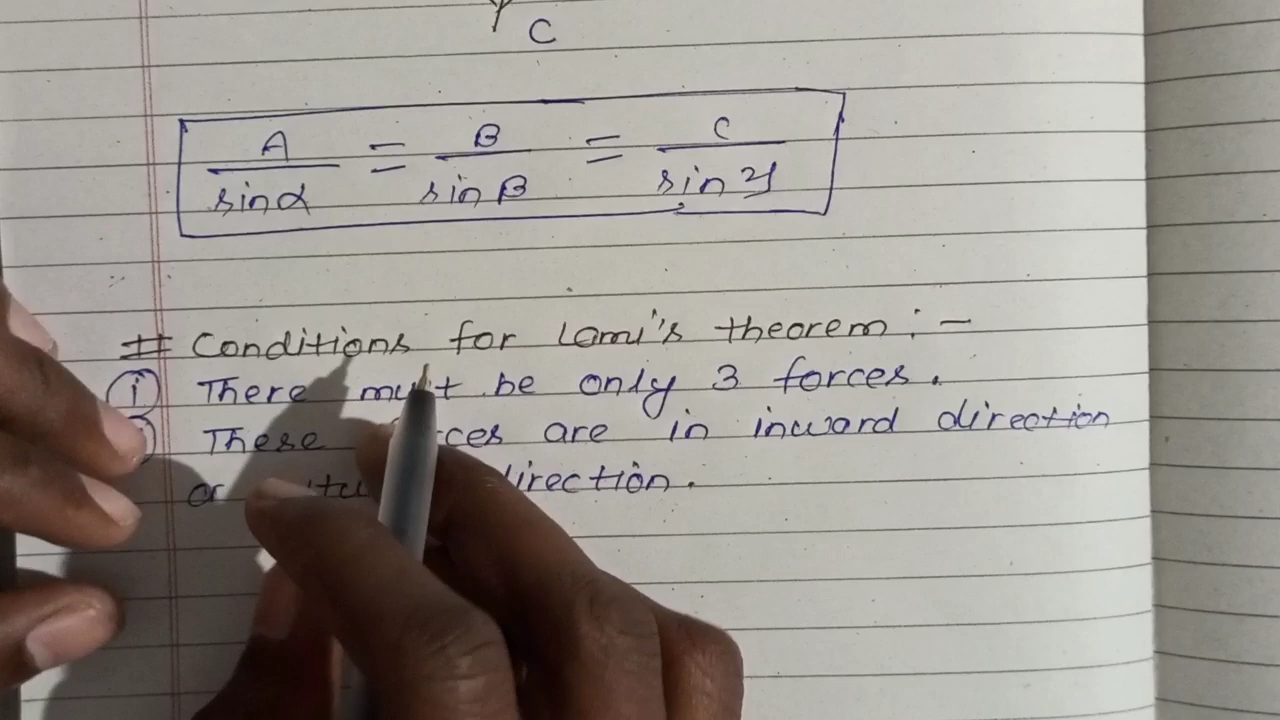 C
A/sinα = B/sinβ = C/sinγ
# Conditions for Lami's theorem : -
(i) There must be only 3 forces.
These are in inward direction
or direction.